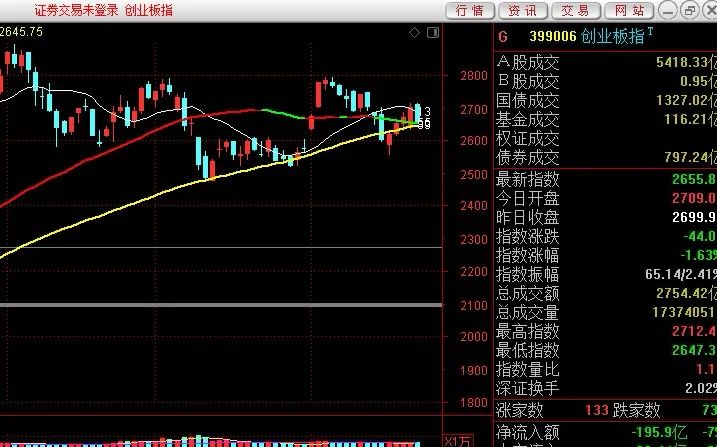 证券交易未登录 创业板指
行情 资讯 交易 网站
2645.75
G 399006 创业板指 T
A股成交 5418.33亿
B股成交 0.95亿
国债成交 1327.02亿
基金成交 116.21亿
权证成交
债券成交 797.24亿
最新指数 2655.8
今日开盘 2709.0
昨日收盘 2699.9
指数涨跌 -44.0
指数涨幅 -1.63%
指数振幅 65.14/2.41%
总成交额 2754.42亿
总成交量 17374051
最高指数 2712.4
最低指数 2647.3
指数量比 1.1
深证换手 2.02%
涨家数 133 跌家数 73
净流入额 -195.9亿 -7%
2800
2700
2600
2500
2400
2300
2200
2100
2000
1900
1800
X1万